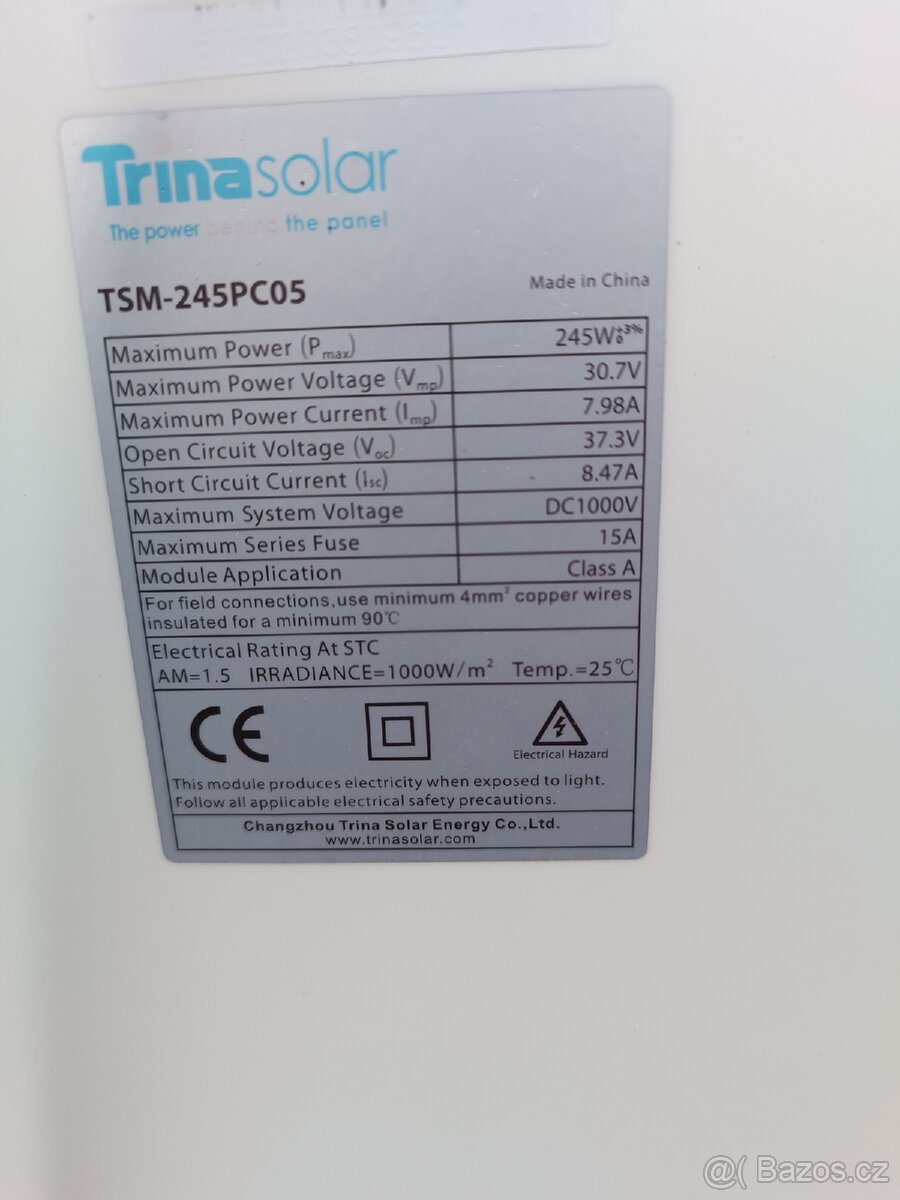 Trinasolar
The power behind the panel
TSM-245PC05
Made in China
Maximum Power (Pmax) 245W+3% 0
Maximum Power Voltage (Vmp) 30.7V
Maximum Power Current (Imp) 7.98A
Open Circuit Voltage (Voc) 37.3V
Short Circuit Current (Isc) 8.47A
Maximum System Voltage DC1000V
Maximum Series Fuse 15A
Module Application Class A
For field connections,use minimum 4mm² copper wires
insulated for a minimum 90℃
Electrical Rating At STC
AM=1.5 IRRADIANCE=1000W/m² Temp.=25℃
CE
Electrical Hazard
This module produces electricity when exposed to light.
Follow all applicable electrical safety precautions.
Changzhou Trina Solar Energy Co.,Ltd.
www.trinasolar.com
@( Bazos.cz